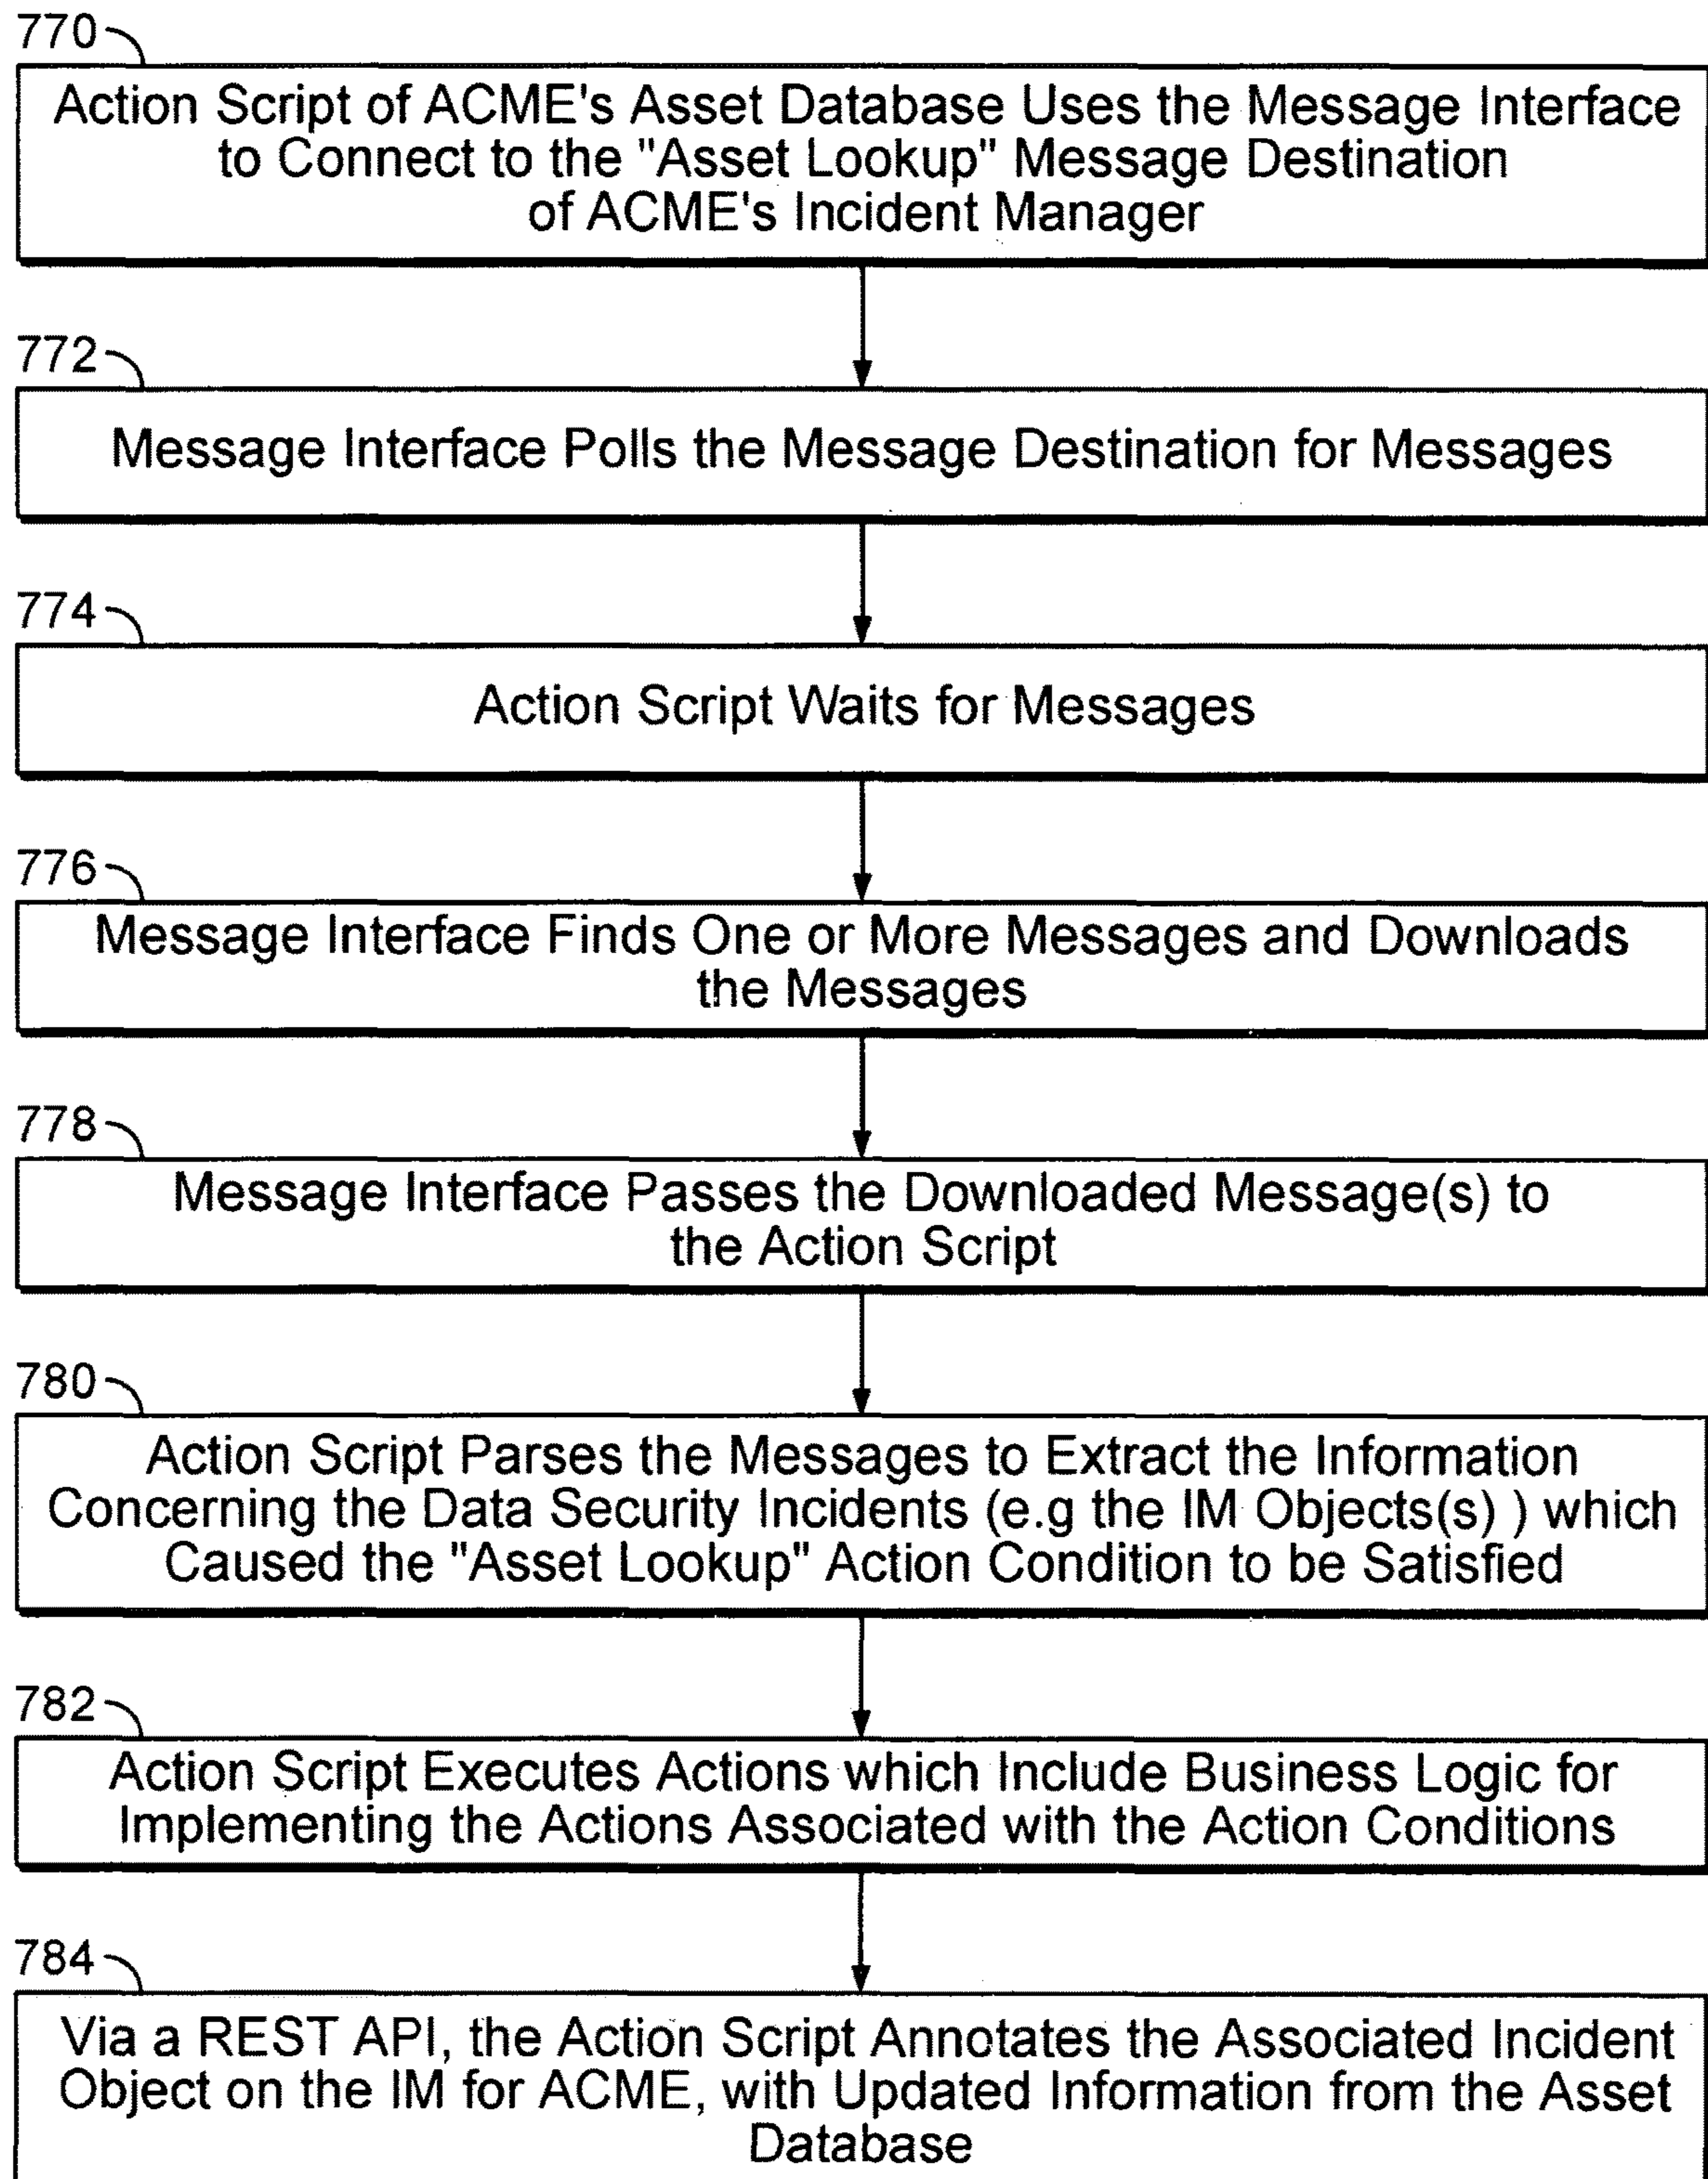 770
Action Script of ACME's Asset Database Uses the Message Interface
to Connect to the "Asset Lookup" Message Destination
of ACME's Incident Manager
772
Message Interface Polls the Message Destination for Messages
774
Action Script Waits for Messages
776
Message Interface Finds One or More Messages and Downloads
the Messages
778
Message Interface Passes the Downloaded Message(s) to
the Action Script
780
Action Script Parses the Messages to Extract the Information
Concerning the Data Security Incidents (e.g the IM Objects(s) ) which
Caused the "Asset Lookup" Action Condition to be Satisfied
782
Action Script Executes Actions which Include Business Logic for
Implementing the Actions Associated with the Action Conditions
784
Via a REST API, the Action Script Annotates the Associated Incident
Object on the IM for ACME, with Updated Information from the Asset
Database